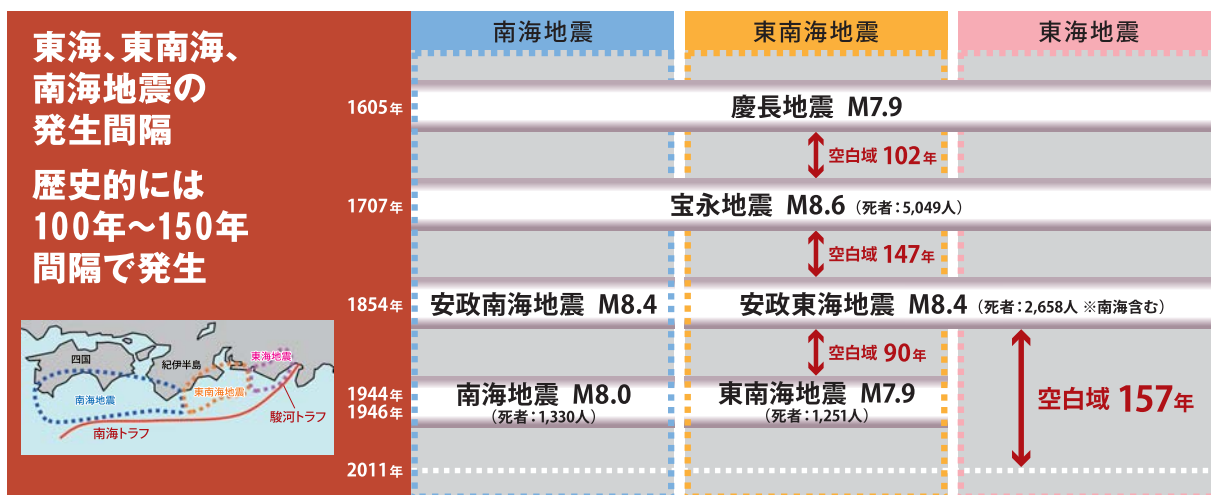 東海、東南海、
南海地震の
発生間隔
歴史的には
100年～150年
間隔で発生
四国
紀伊半島
東海地震
東南海地震
南海地震
駿河トラフ
南海トラフ
南海地震
東南海地震
東海地震
1605年
慶長地震 M7.9
空白域 102年
1707年
宝永地震 M8.6（死者：5,049人）
空白域 147年
1854年
安政南海地震 M8.4
安政東海地震 M8.4（死者：2,658人 ※南海含む）
空白域 90年
1944年
1946年
南海地震 M8.0
（死者：1,330人）
東南海地震 M7.9
（死者：1,251人）
空白域 157年
2011年